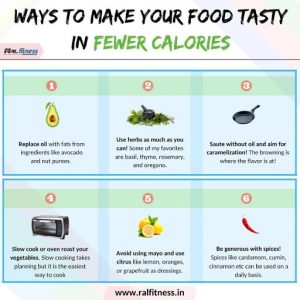 WAYS TO MAKE YOUR FOOD TASTY
IN FEWER CALORIES
RALfitness
1
2
3
Replace oil with fats from
ingredients like avocado
and nut purees.
Use herbs as much as you
can! Some of my favorites
are basil, thyme, rosemary,
and oregano.
Saute without oil and aim for
caramelization! The browning is
where the flavor is at!
4
5
6
Slow cook or oven roast your
vegetables. Slow cooking takes
planning but it is the easiest
way to cook
Avoid using mayo and use
citrus like lemon, oranges,
or grapefruit as dressings.
Be generous with spices!
Spices like cardamom, cumin,
cinnamon etc can be used on a
daily basis.
www.ralfitness.in